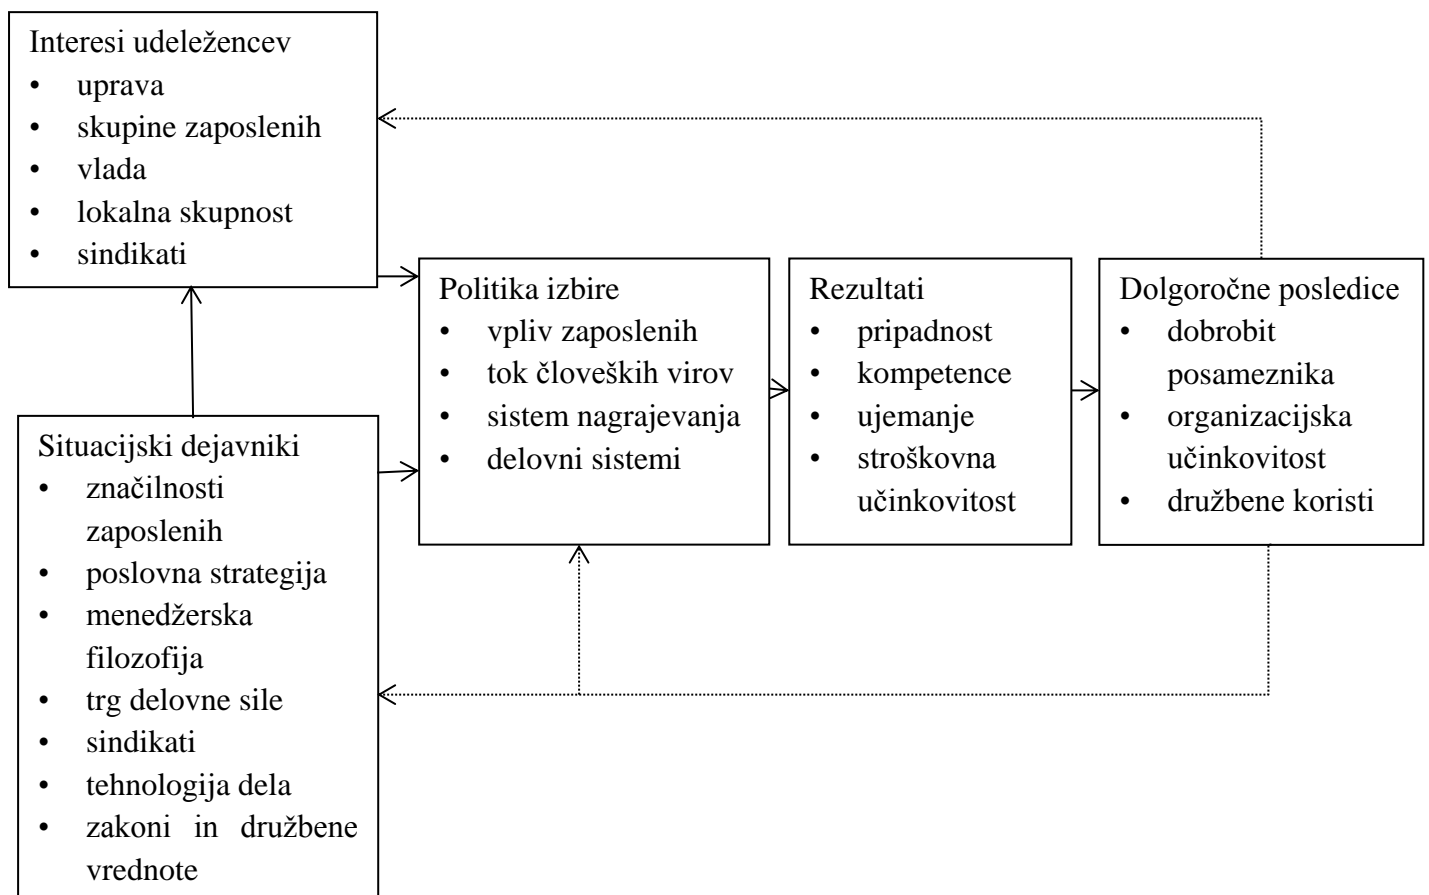 Interesi udeležencev
• uprava
• skupine zaposlenih
• vlada
• lokalna skupnost
• sindikati
Situacijski dejavniki
• značilnosti
zaposlenih
• poslovna strategija
• menedžerska
filozofija
• trg delovne sile
• sindikati
• tehnologija dela
• zakoni in družbene
vrednote
Politika izbire
• vpliv zaposlenih
• tok človeških virov
• sistem nagrajevanja
• delovni sistemi
Rezultati
• pripadnost
• kompetence
• ujemanje
• stroškovna
učinkovitost
Dolgoročne posledice
• dobrobit
posameznika
• organizacijska
učinkovitost
• družbene koristi